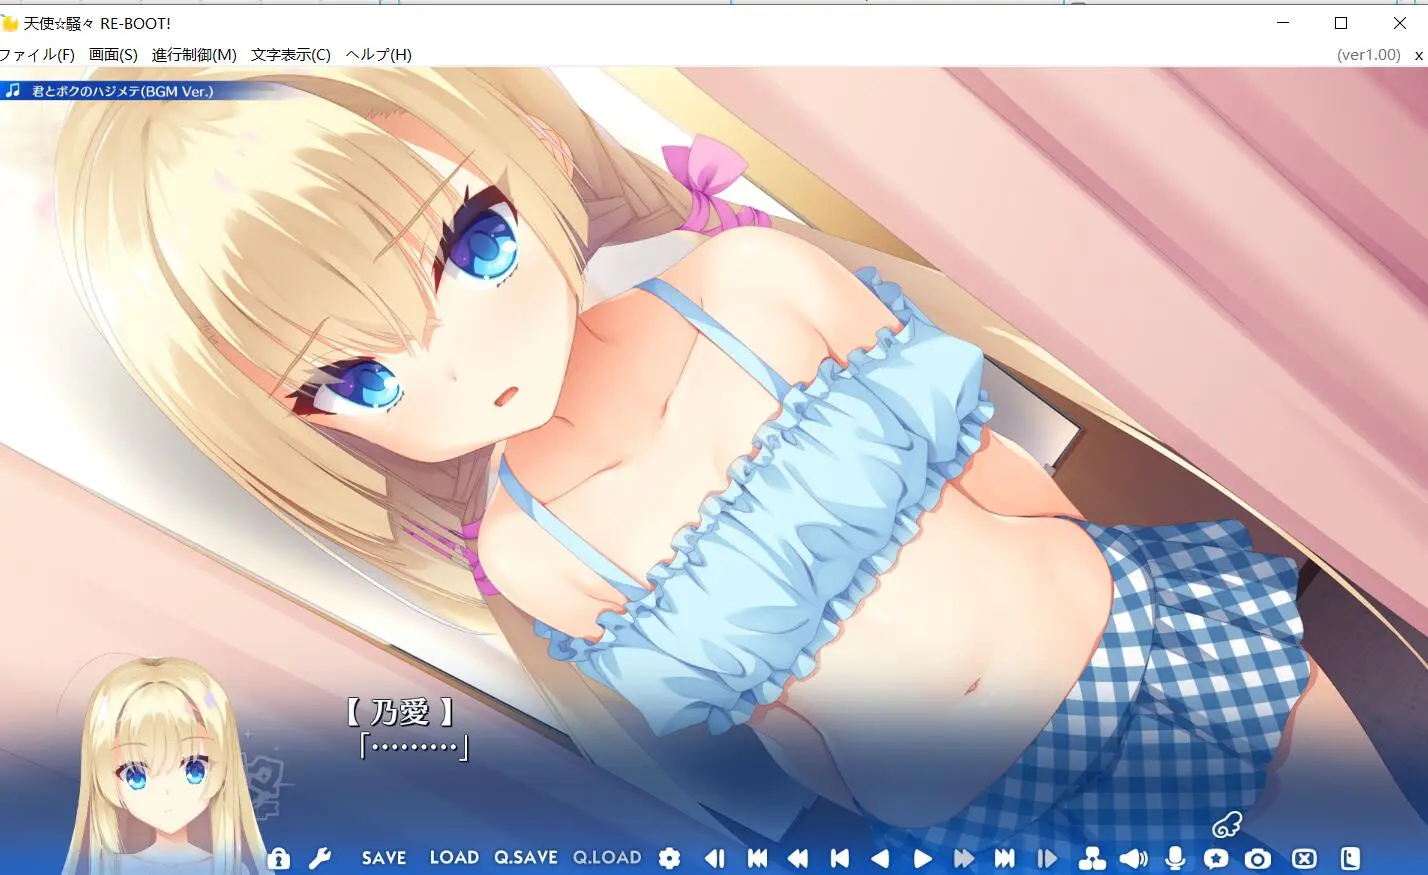 天使☆騒々 RE-BOOT!
ファイル(F) 画面(S) 進行制御(M) 文字表示(C) ヘルプ(H) (ver1.00) x
君とボクのハジメテ(BGM Ver.)
【 乃愛 】
「………」
SAVE LOAD Q.SAVE Q.LOAD